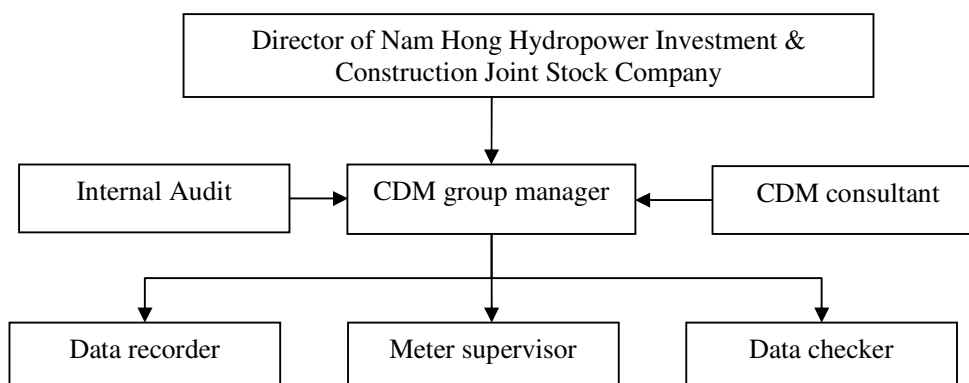 Director of Nam Hong Hydropower Investment &
Construction Joint Stock Company
Internal Audit
CDM group manager
CDM consultant
Data recorder
Meter supervisor
Data checker